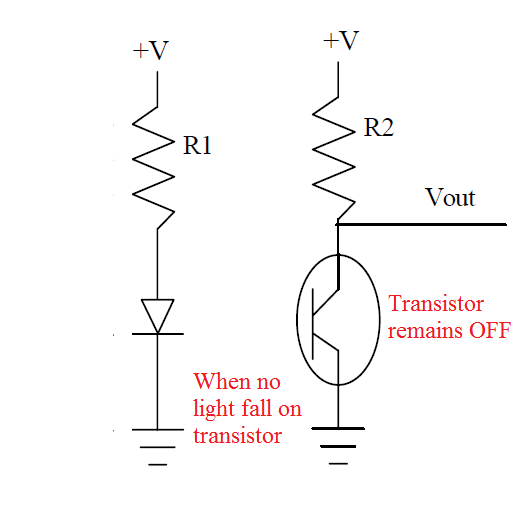 +V
+V
R1
R2
Vout
Transistor
remains OFF
When no
light fall on
transistor